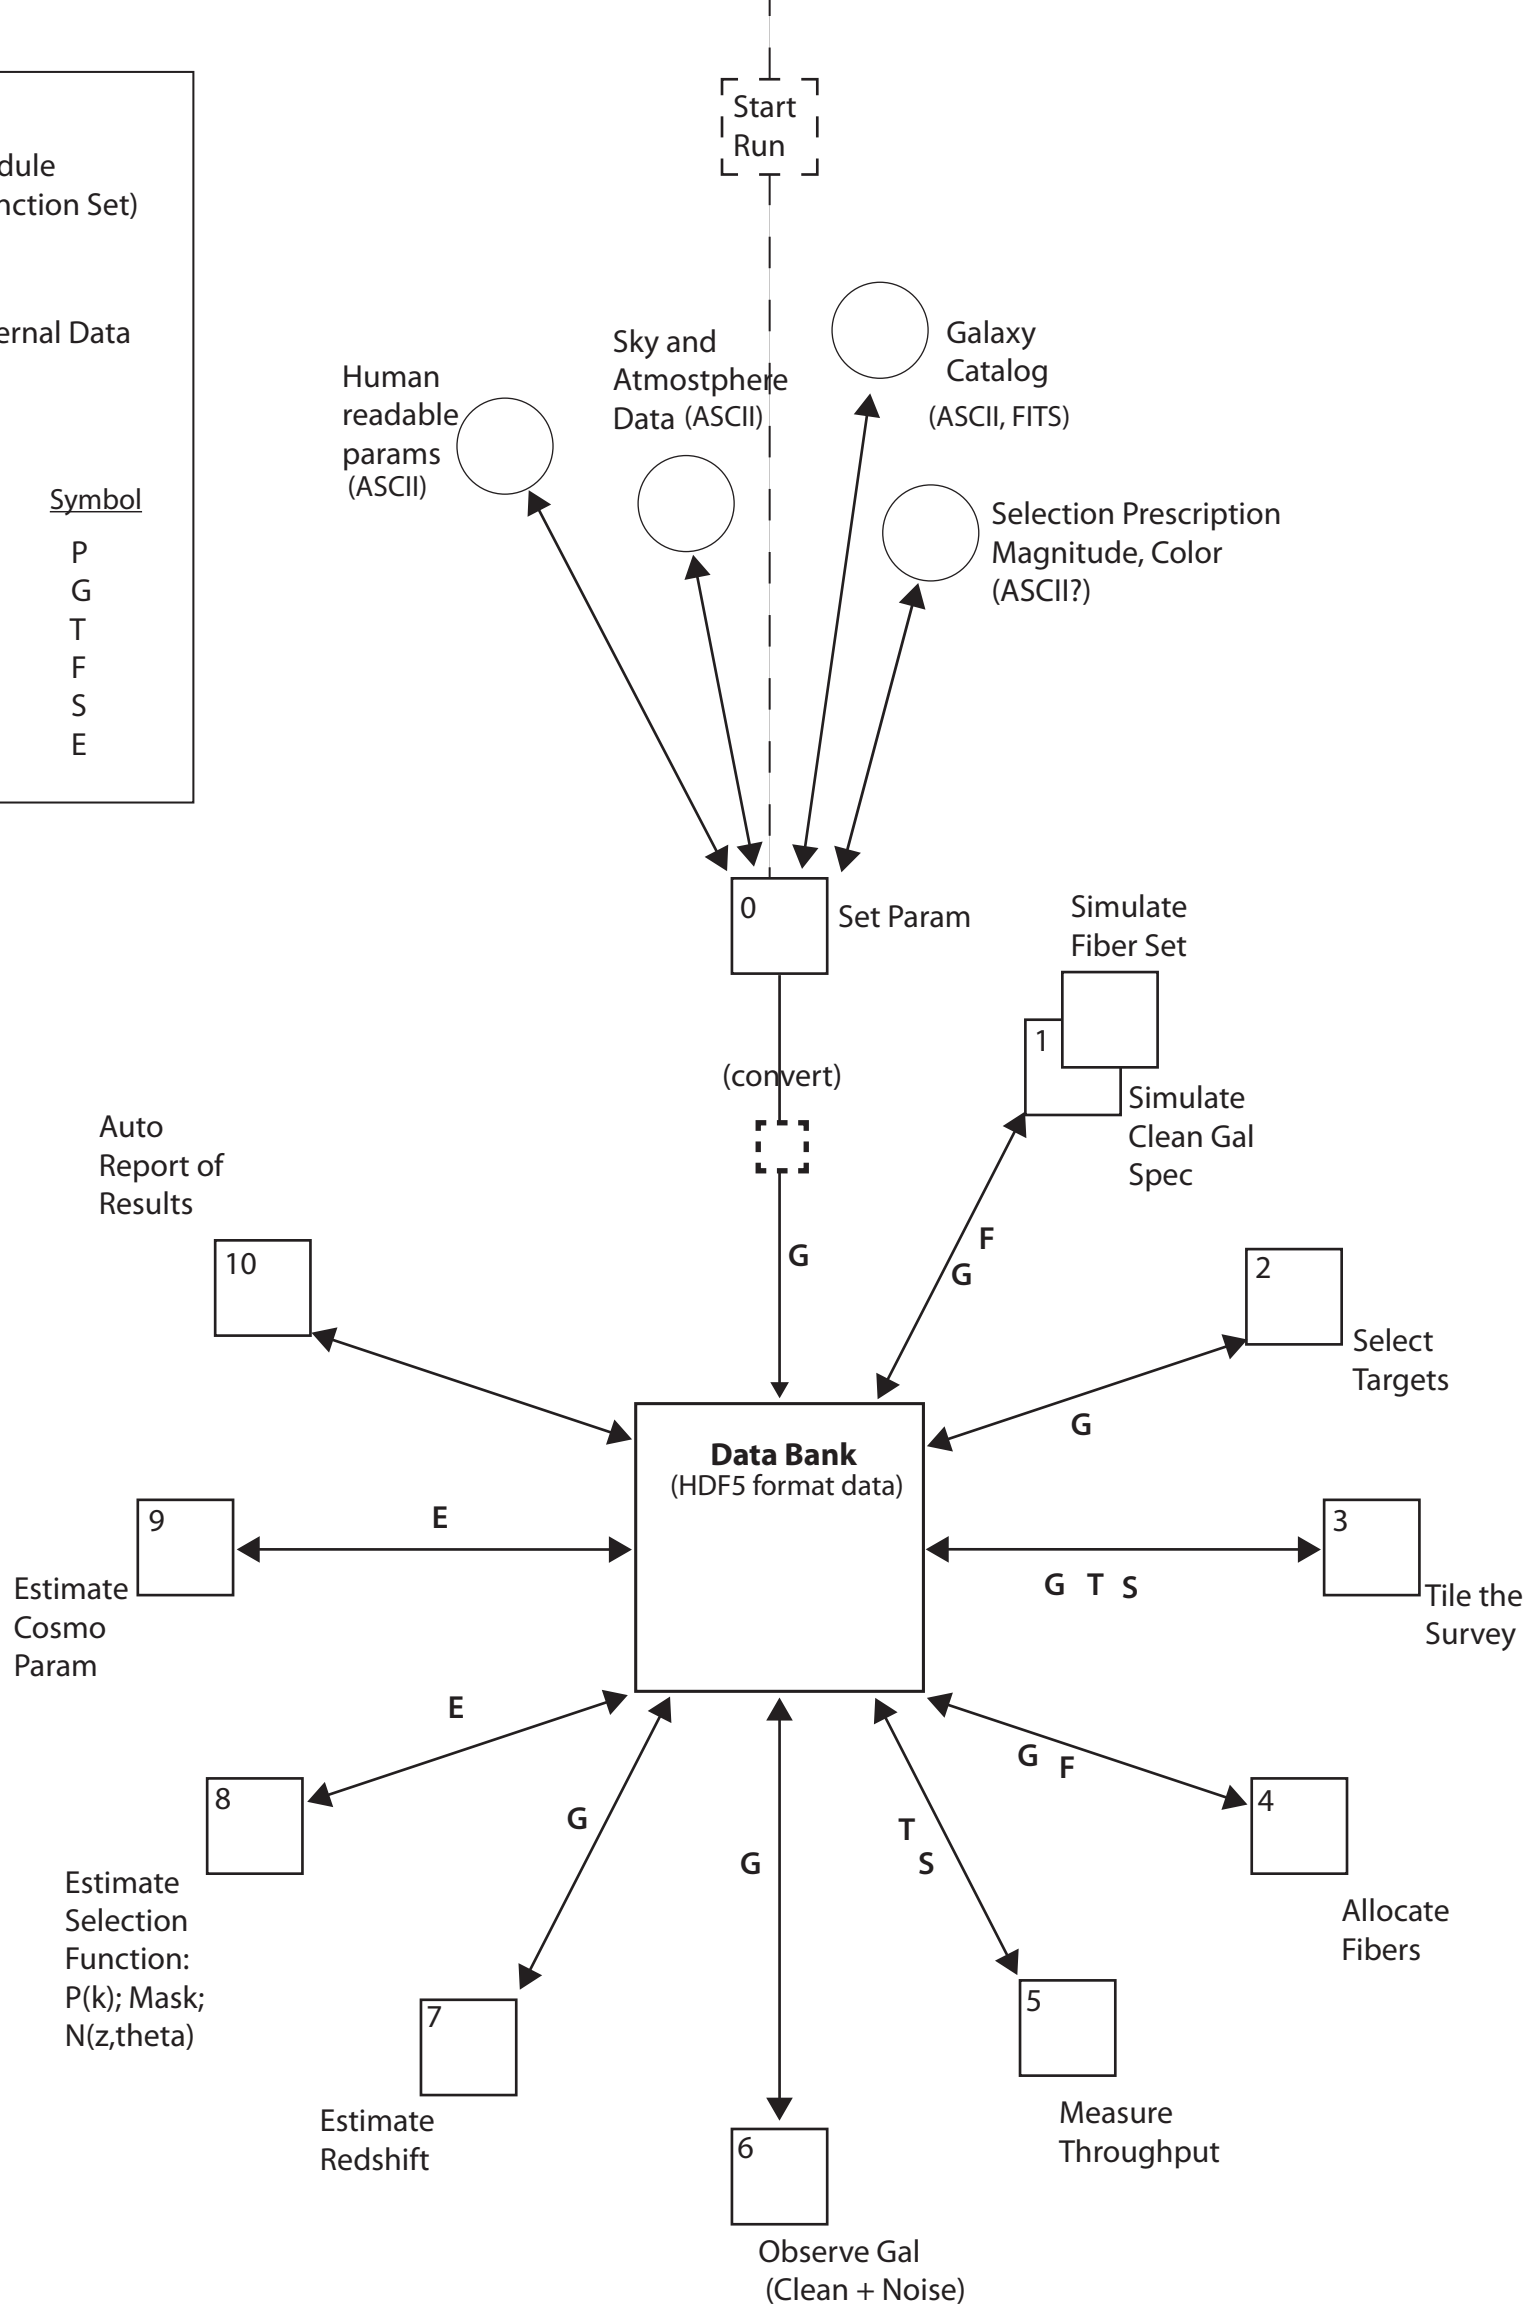 Start
Run
dule
nction Set)
ernal Data
Symbol
P
G
T
F
S
E
Human
readable
params
(ASCII)
Sky and
Atmostphere
Data (ASCII)
Galaxy
Catalog
(ASCII, FITS)
Selection Prescription
Magnitude, Color
(ASCII?)
0
Set Param
(convert)
G
Simulate
Fiber Set
1
Simulate
Clean Gal
Spec
F
G
2
Select
Targets
G
Auto
Report of
Results
10
Data Bank
(HDF5 format data)
9
Estimate
Cosmo
Param
E
3
Tile the
Survey
G T S
E
8
Estimate
Selection
Function:
P(k); Mask;
N(z,theta)
G
7
Estimate
Redshift
G
6
Observe Gal
(Clean + Noise)
T
S
5
Measure
Throughput
G F
4
Allocate
Fibers